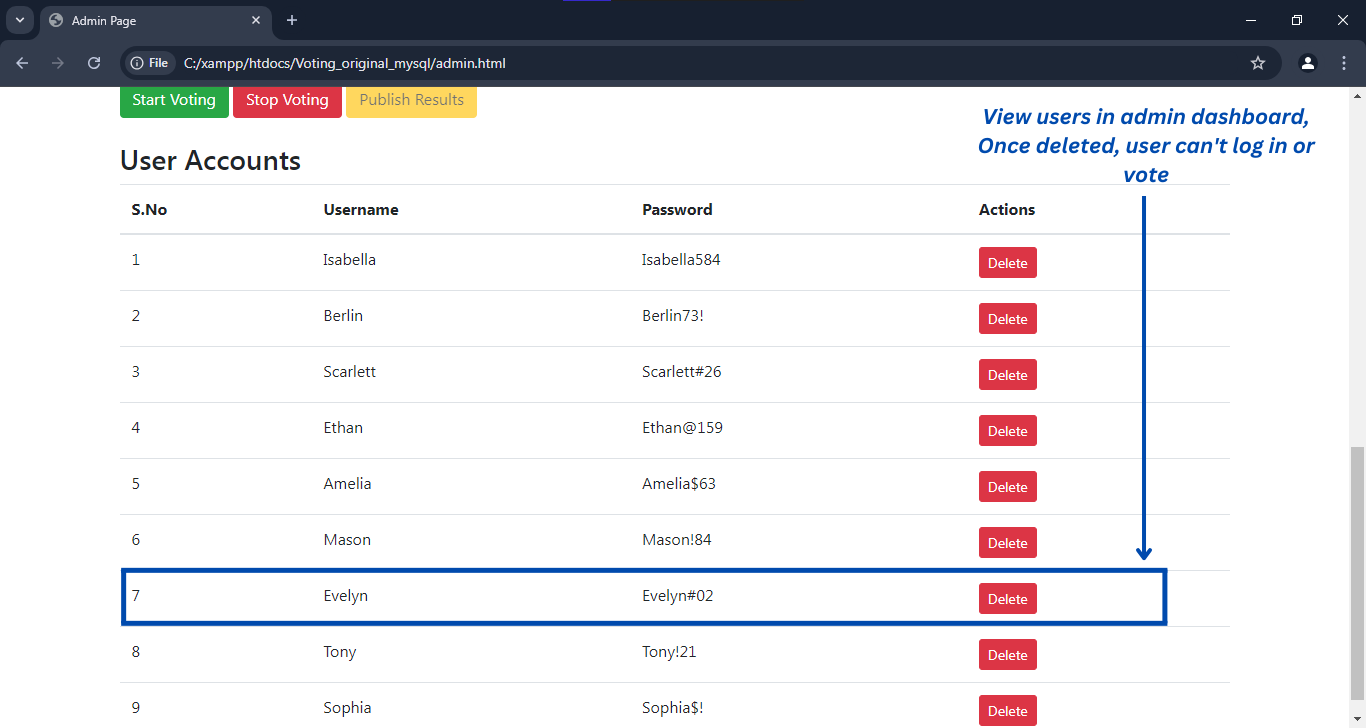 Admin Page
File C:/xampp/htdocs/Voting_original_mysql/admin.html
Start Voting Stop Voting Publish Results
View users in admin dashboard,
Once deleted, user can't log in or
vote
User Accounts
S.No Username Password Actions
1 Isabella Isabella584 Delete
2 Berlin Berlin73! Delete
3 Scarlett Scarlett#26 Delete
4 Ethan Ethan@159 Delete
5 Amelia Amelia$63 Delete
6 Mason Mason!84 Delete
7 Evelyn Evelyn#02 Delete
8 Tony Tony!21 Delete
9 Sophia Sophia$! Delete